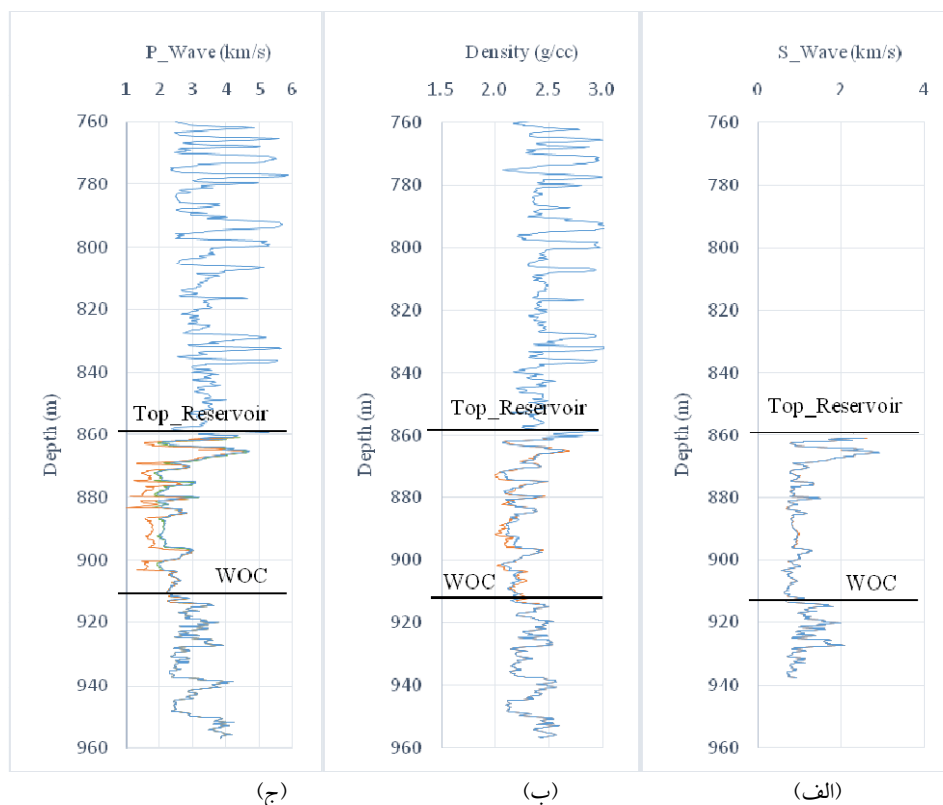 P_Wave (km/s)
1 2 3 4 5 6
760
780
800
820
840
860
880
900
920
940
960
Depth (m)
Top_Reservoir
WOC
(ج)
Density (g/cc)
1.5 2.0 2.5 3.0
760
780
800
820
840
860
880
900
920
940
960
Depth (m)
Top_Reservoir
WOC
(ب)
S_Wave (km/s)
0 2 4
760
780
800
820
840
860
880
900
920
940
960
Depth (m)
Top_Reservoir
WOC
(الف)